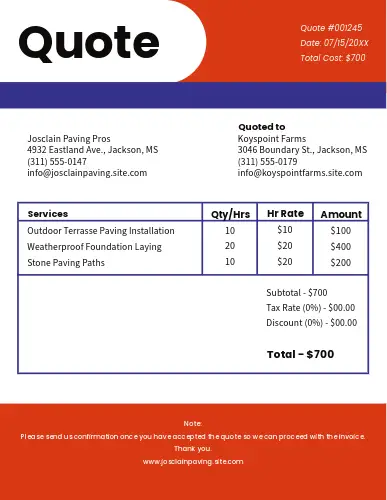 Quote
Quote #001245
Date: 07/15/20XX
Total Cost: $700
Josclain Paving Pros
4932 Eastland Ave., Jackson, MS
(311) 555-0147
info@josclainpaving.site.com
Quoted to
Koyspoint Farms
3046 Boundary St., Jackson, MS
(311) 555-0179
info@koyspointfarms.site.com
Services Qty/Hrs Hr Rate Amount
Outdoor Terrasse Paving Installation 10 $10 $100
Weatherproof Foundation Laying 20 $20 $400
Stone Paving Paths 10 $20 $200
Subtotal - $700
Tax Rate (0%) - $00.00
Discount (0%) - $00.00
Total - $700
Note:
Please send us confirmation once you have accepted the quote so we can proceed with the invoice.
Thank you.
www.josclainpaving.site.com